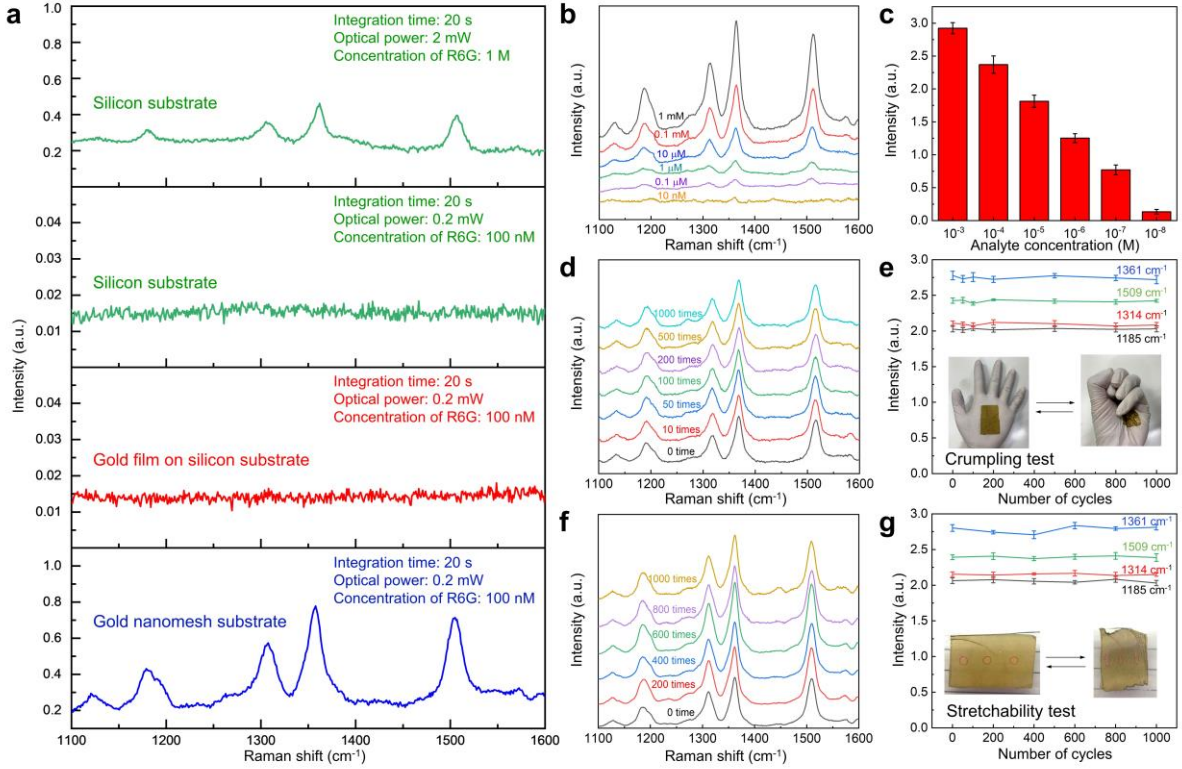 a
Intensity (a.u.)
1.0
0.8
0.6
0.4
0.2
Integration time: 20 s
Optical power: 2 mW
Concentration of R6G: 1 M
Silicon substrate
0.04
0.03
0.02
0.01
Integration time: 20 s
Optical power: 0.2 mW
Concentration of R6G: 100 nM
Silicon substrate
Intensity (a.u.)
0.04
0.03
0.02
0.01
Integration time: 20 s
Optical power: 0.2 mW
Concentration of R6G: 100 nM
Gold film on silicon substrate
1.0
0.8
0.6
0.4
0.2
Integration time: 20 s
Optical power: 0.2 mW
Concentration of R6G: 100 nM
Gold nanomesh substrate
1100 1200 1300 1400 1500 1600
Raman shift (cm⁻¹)
b
Intensity (a.u.)
1 mM
0.1 mM
10 μM
1 μM
0.1 μM
10 nM
1100 1200 1300 1400 1500 1600
Raman shift (cm⁻¹)
c
Intensity (a.u.)
3.0
2.5
2.0
1.5
1.0
0.5
0.0
10⁻³ 10⁻⁴ 10⁻⁵ 10⁻⁶ 10⁻⁷ 10⁻⁸
Analyte concentration (M)
d
Intensity (a.u.)
1000 times
500 times
200 times
100 times
50 times
10 times
0 time
1100 1200 1300 1400 1500 1600
Raman shift (cm⁻¹)
e
Intensity (a.u.)
3.0
2.5
2.0
1.5
1.0
0.5
0.0
1361 cm⁻¹
1509 cm⁻¹
1314 cm⁻¹
1185 cm⁻¹
Crumpling test
0 200 400 600 800 1000
Number of cycles
f
Intensity (a.u.)
1000 times
800 times
600 times
400 times
200 times
0 time
1100 1200 1300 1400 1500 1600
Raman shift (cm⁻¹)
g
Intensity (a.u.)
3.0
2.5
2.0
1.5
1.0
0.5
0.0
1361 cm⁻¹
1509 cm⁻¹
1314 cm⁻¹
1185 cm⁻¹
Stretchability test
0 200 400 600 800 1000
Number of cycles